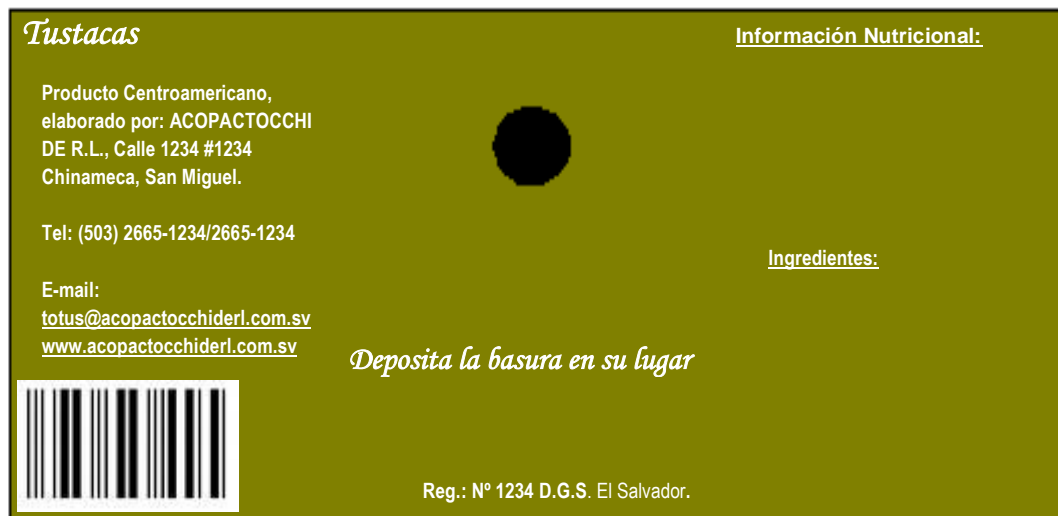 Tustacas
Producto Centroamericano,
elaborado por: ACOPACTOCCHI
DE R.L., Calle 1234 #1234
Chinameca, San Miguel.
Tel: (503) 2665-1234/2665-1234
E-mail:
totus@acopactocchiderl.com.sv
www.acopactocchiderl.com.sv
Deposita la basura en su lugar
Reg.: Nº 1234 D.G.S. El Salvador.
Información Nutricional:
Ingredientes: